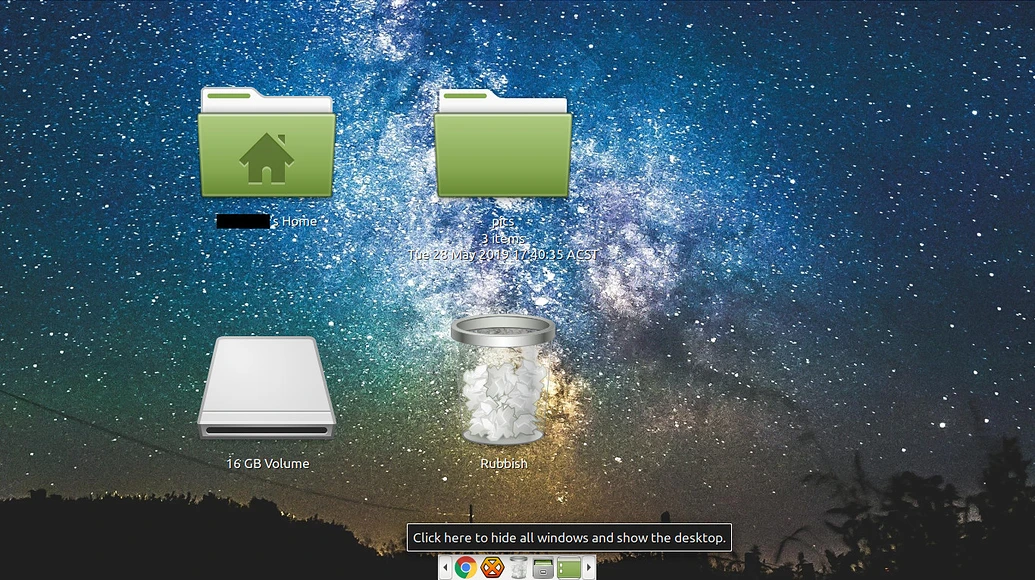 's Home
pics
3 items
Tue 28 May 2019 17:40:35 ACST
16 GB Volume
Rubbish
Click here to hide all windows and show the desktop.